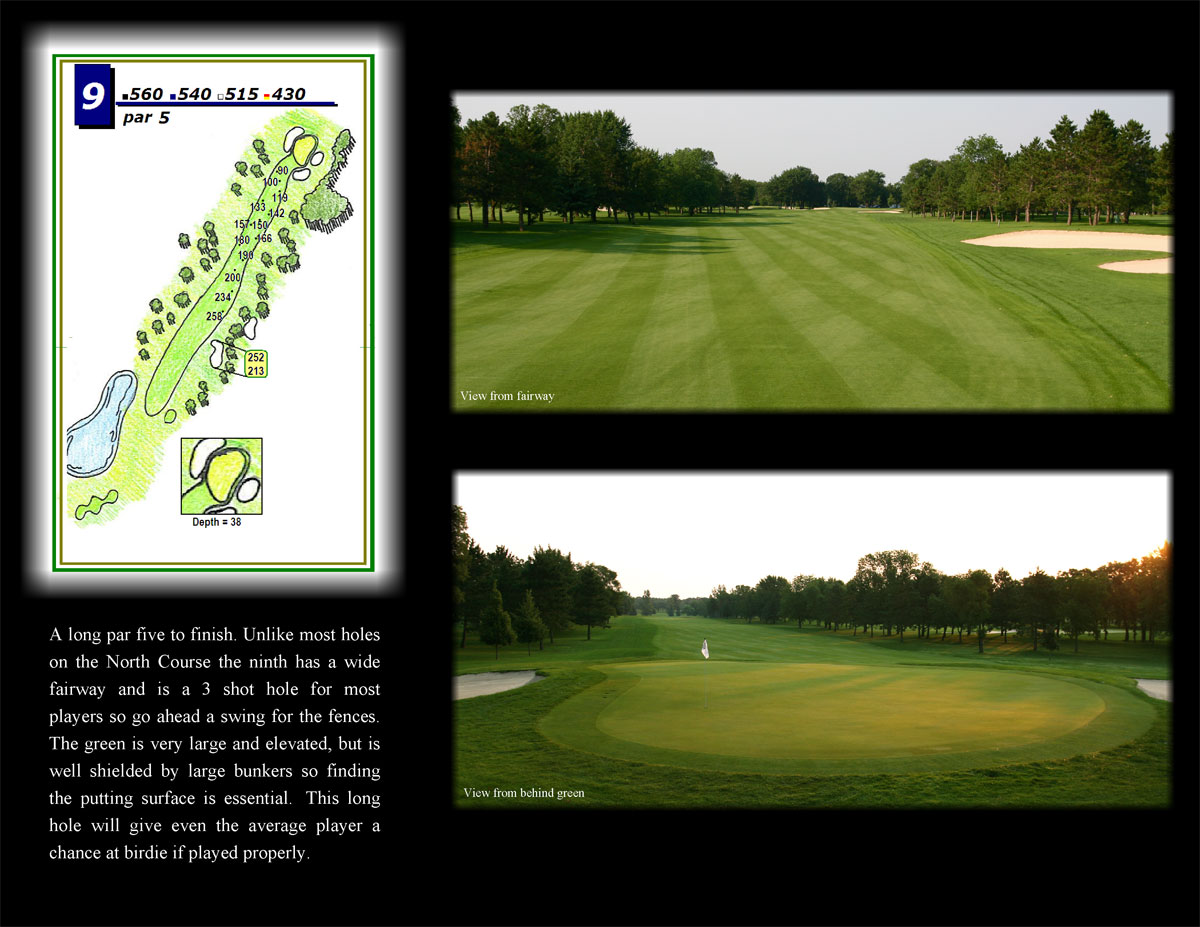 9
560 540 515 430
par 5
90
100
119
133
142
157 150
180 166
190
200
234
258
252
213
Depth = 38
A long par five to finish. Unlike most holes
on the North Course the ninth has a wide
fairway and is a 3 shot hole for most
players so go ahead a swing for the fences.
The green is very large and elevated, but is
well shielded by large bunkers so finding
the putting surface is essential. This long
hole will give even the average player a
chance at birdie if played properly.
View from fairway
View from behind green